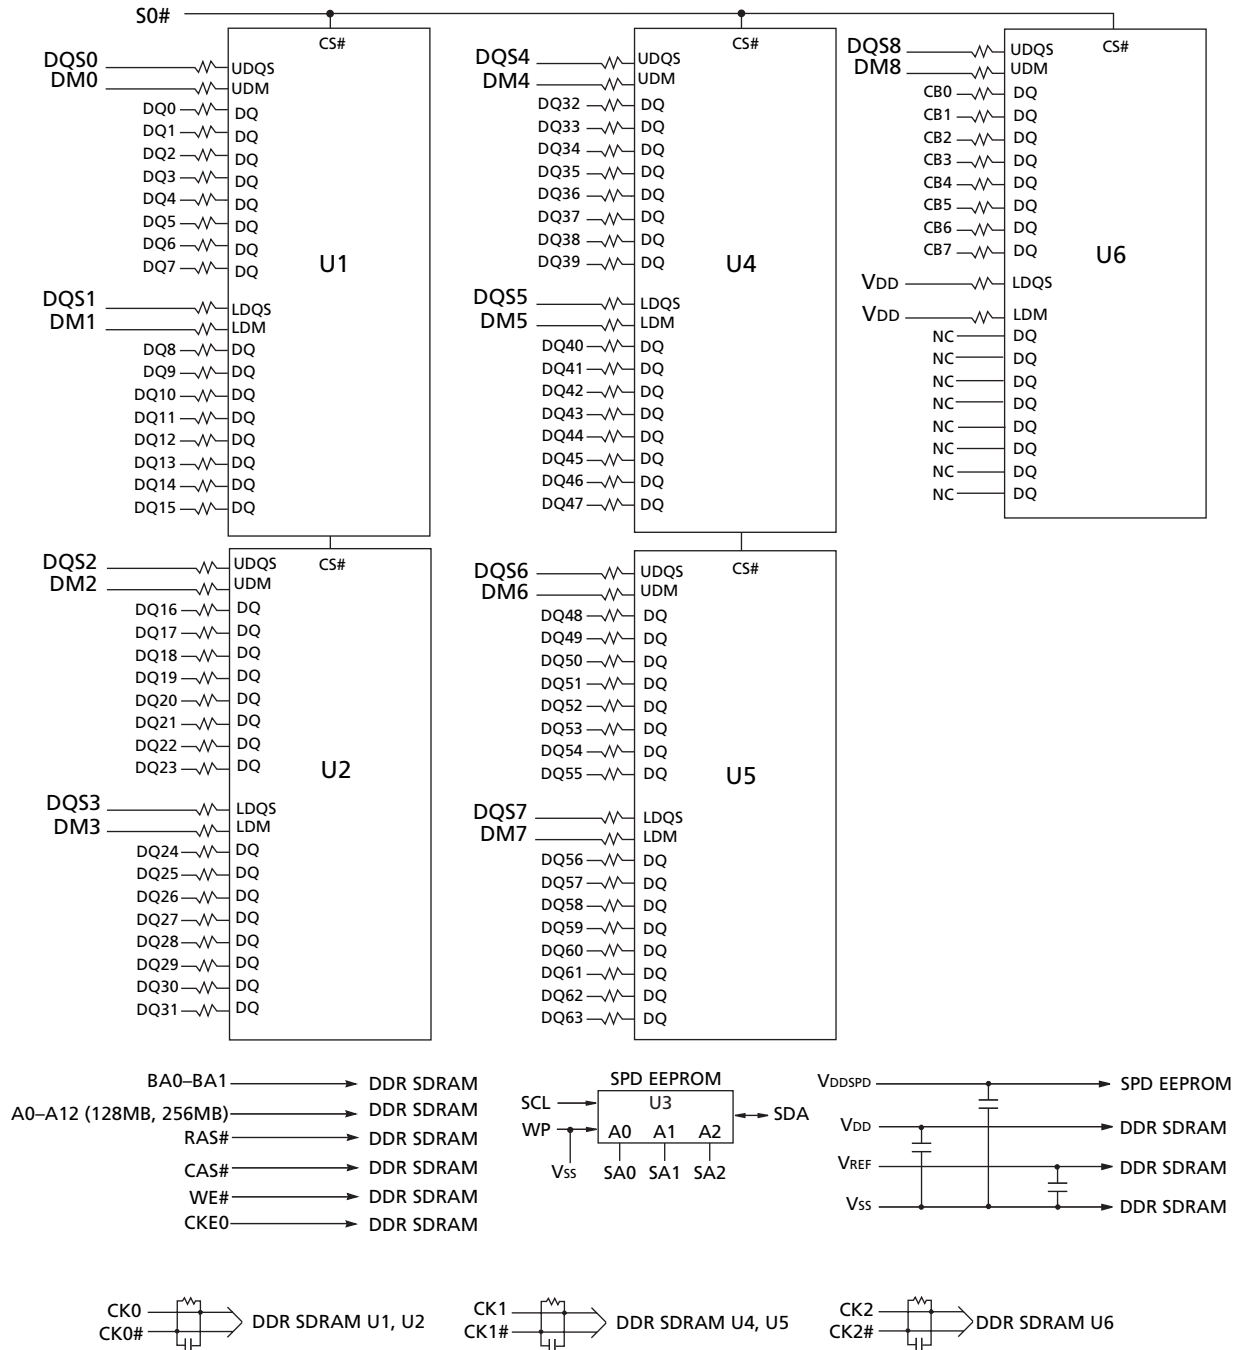 S0#
CS#
DQS0
UDQS
DM0
UDM
DQ0 DQ
DQ1 DQ
DQ2 DQ
DQ3 DQ
DQ4 DQ
DQ5 DQ
DQ6 DQ
DQ7 DQ
U1
DQS1
LDQS
DM1
LDM
DQ8 DQ
DQ9 DQ
DQ10 DQ
DQ11 DQ
DQ12 DQ
DQ13 DQ
DQ14 DQ
DQ15 DQ
CS#
DQS2
UDQS
DM2
UDM
DQ16 DQ
DQ17 DQ
DQ18 DQ
DQ19 DQ
DQ20 DQ
DQ21 DQ
DQ22 DQ
DQ23 DQ
U2
DQS3
LDQS
DM3
LDM
DQ24 DQ
DQ25 DQ
DQ26 DQ
DQ27 DQ
DQ28 DQ
DQ29 DQ
DQ30 DQ
DQ31 DQ
CS#
DQS4
UDQS
DM4
UDM
DQ32 DQ
DQ33 DQ
DQ34 DQ
DQ35 DQ
DQ36 DQ
DQ37 DQ
DQ38 DQ
DQ39 DQ
U4
DQS5
LDQS
DM5
LDM
DQ40 DQ
DQ41 DQ
DQ42 DQ
DQ43 DQ
DQ44 DQ
DQ45 DQ
DQ46 DQ
DQ47 DQ
CS#
DQS6
UDQS
DM6
UDM
DQ48 DQ
DQ49 DQ
DQ50 DQ
DQ51 DQ
DQ52 DQ
DQ53 DQ
DQ54 DQ
DQ55 DQ
U5
DQS7
LDQS
DM7
LDM
DQ56 DQ
DQ57 DQ
DQ58 DQ
DQ59 DQ
DQ60 DQ
DQ61 DQ
DQ62 DQ
DQ63 DQ
CS#
DQS8
UDQS
DM8
UDM
CB0 DQ
CB1 DQ
CB2 DQ
CB3 DQ
CB4 DQ
CB5 DQ
CB6 DQ
CB7 DQ
U6
VDD LDQS
VDD LDM
NC DQ
NC DQ
NC DQ
NC DQ
NC DQ
NC DQ
NC DQ
NC DQ
BA0–BA1 DDR SDRAM
A0–A12 (128MB, 256MB) DDR SDRAM
RAS# DDR SDRAM
CAS# DDR SDRAM
WE# DDR SDRAM
CKE0 DDR SDRAM
SPD EEPROM
SCL U3 SDA
WP A0 A1 A2
VSS SA0 SA1 SA2
VDDSPD SPD EEPROM
VDD DDR SDRAM
VREF DDR SDRAM
VSS DDR SDRAM
CK0
CK0#
DDR SDRAM U1, U2
CK1
CK1#
DDR SDRAM U4, U5
CK2
CK2#
DDR SDRAM U6